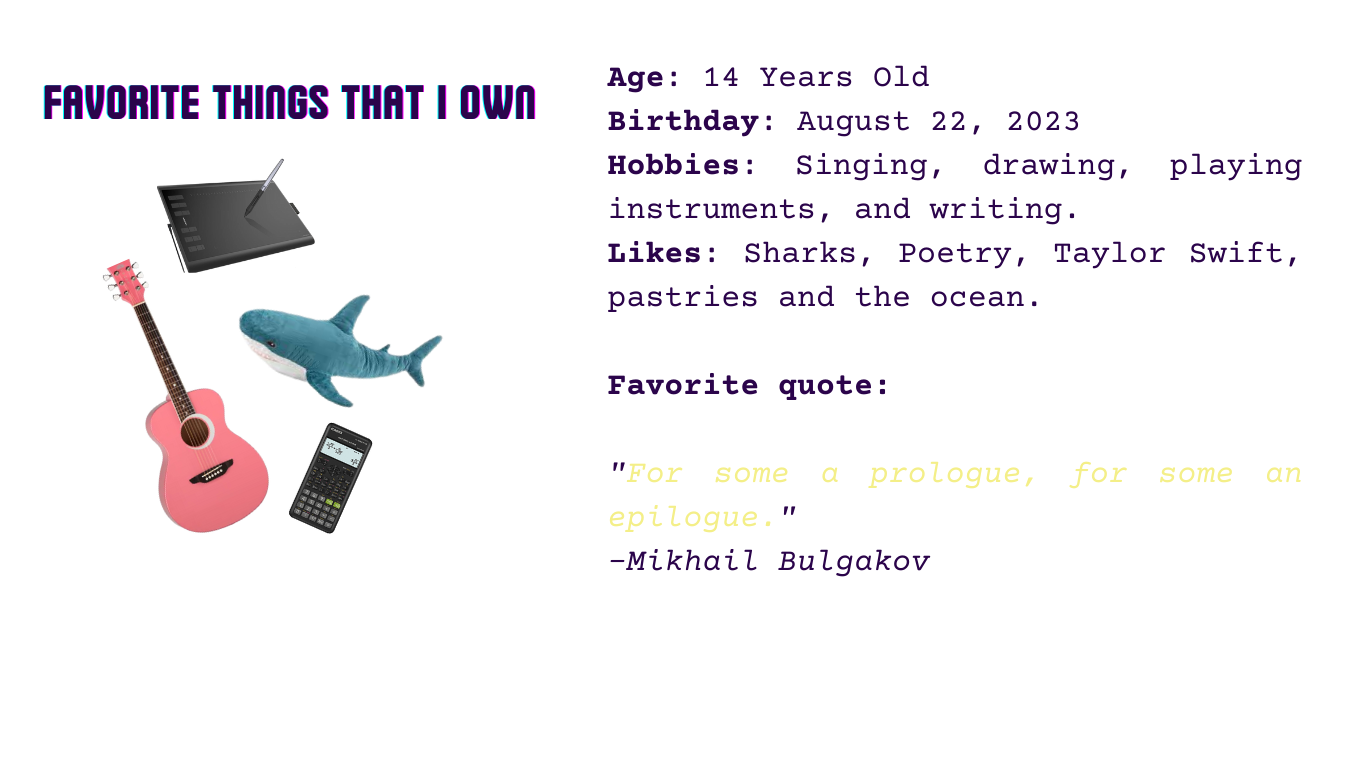 FAVORITE THINGS THAT I OWN
Age: 14 Years Old
Birthday: August 22, 2023
Hobbies: Singing, drawing, playing
instruments, and writing.
Likes: Sharks, Poetry, Taylor Swift,
pastries and the ocean.
Favorite quote:
"For some a prologue, for some an
epilogue."
-Mikhail Bulgakov